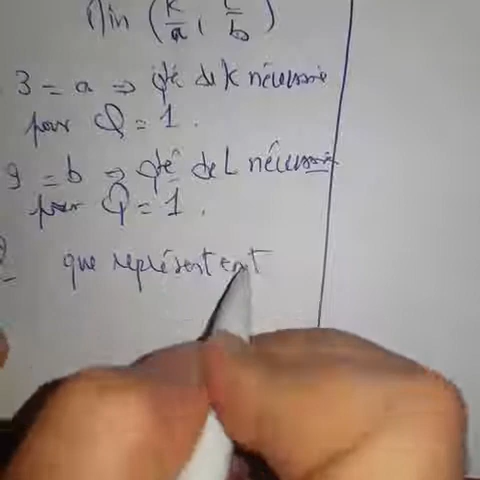 Min (K/a, L/b)
3 = a ⇒ qté de K nécessaire
pour Q = 1.
9 = b ⇒ qté de L nécessaire
pour Q = 1.
que représentent